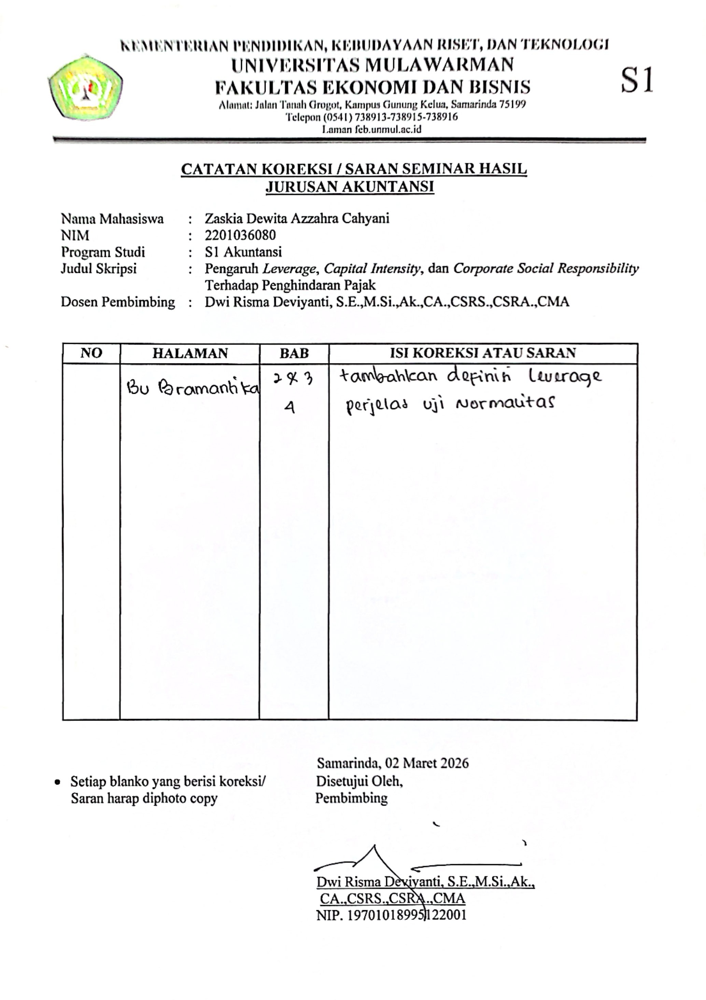 KEMENTERIAN PENDIDIKAN, KEBUDAYAAN RISET, DAN TEKNOLOGI
UNIVERSITAS MULAWARMAN
FAKULTAS EKONOMI DAN BISNIS
S1
Alamat: Jalan Tanah Grogot, Kampus Gunung Kelua, Samarinda 75199
Telepon (0541) 738913-738915-738916
Laman feb.unmul.ac.id
CATATAN KOREKSI / SARAN SEMINAR HASIL
JURUSAN AKUNTANSI
Nama Mahasiswa : Zaskia Dewita Azzahra Cahyani
NIM : 2201036080
Program Studi : S1 Akuntansi
Judul Skripsi : Pengaruh Leverage, Capital Intensity, dan Corporate Social Responsibility
Terhadap Penghindaran Pajak
Dosen Pembimbing : Dwi Risma Deviyanti, S.E.,M.Si.,Ak.,CA.,CSRS.,CSRA.,CMA
NO HALAMAN BAB ISI KOREKSI ATAU SARAN
Bu Bramantika 2 & 3 tambahkan definisi leverage
4 perjelas uji Normalitas
Samarinda, 02 Maret 2026
• Setiap blanko yang berisi koreksi/ Disetujui Oleh,
Saran harap diphoto copy Pembimbing
Dwi Risma Deviyanti, S.E.,M.Si.,Ak.,
CA.,CSRS.,CSRA.,CMA
NIP. 19701018995122001